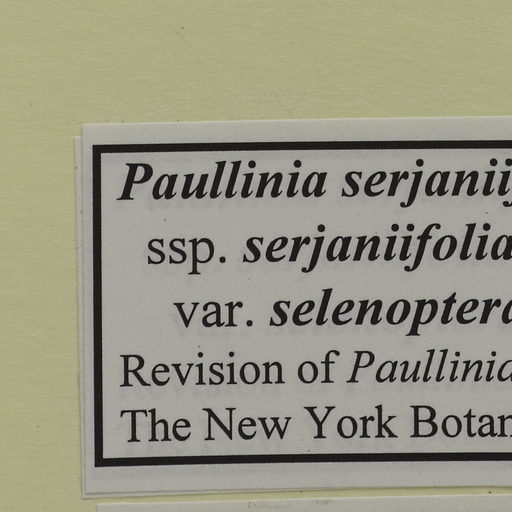 Paullinia serjanii
ssp. serjaniifolia
var. selenoptera
Revision of Paullinia
The New York Botan